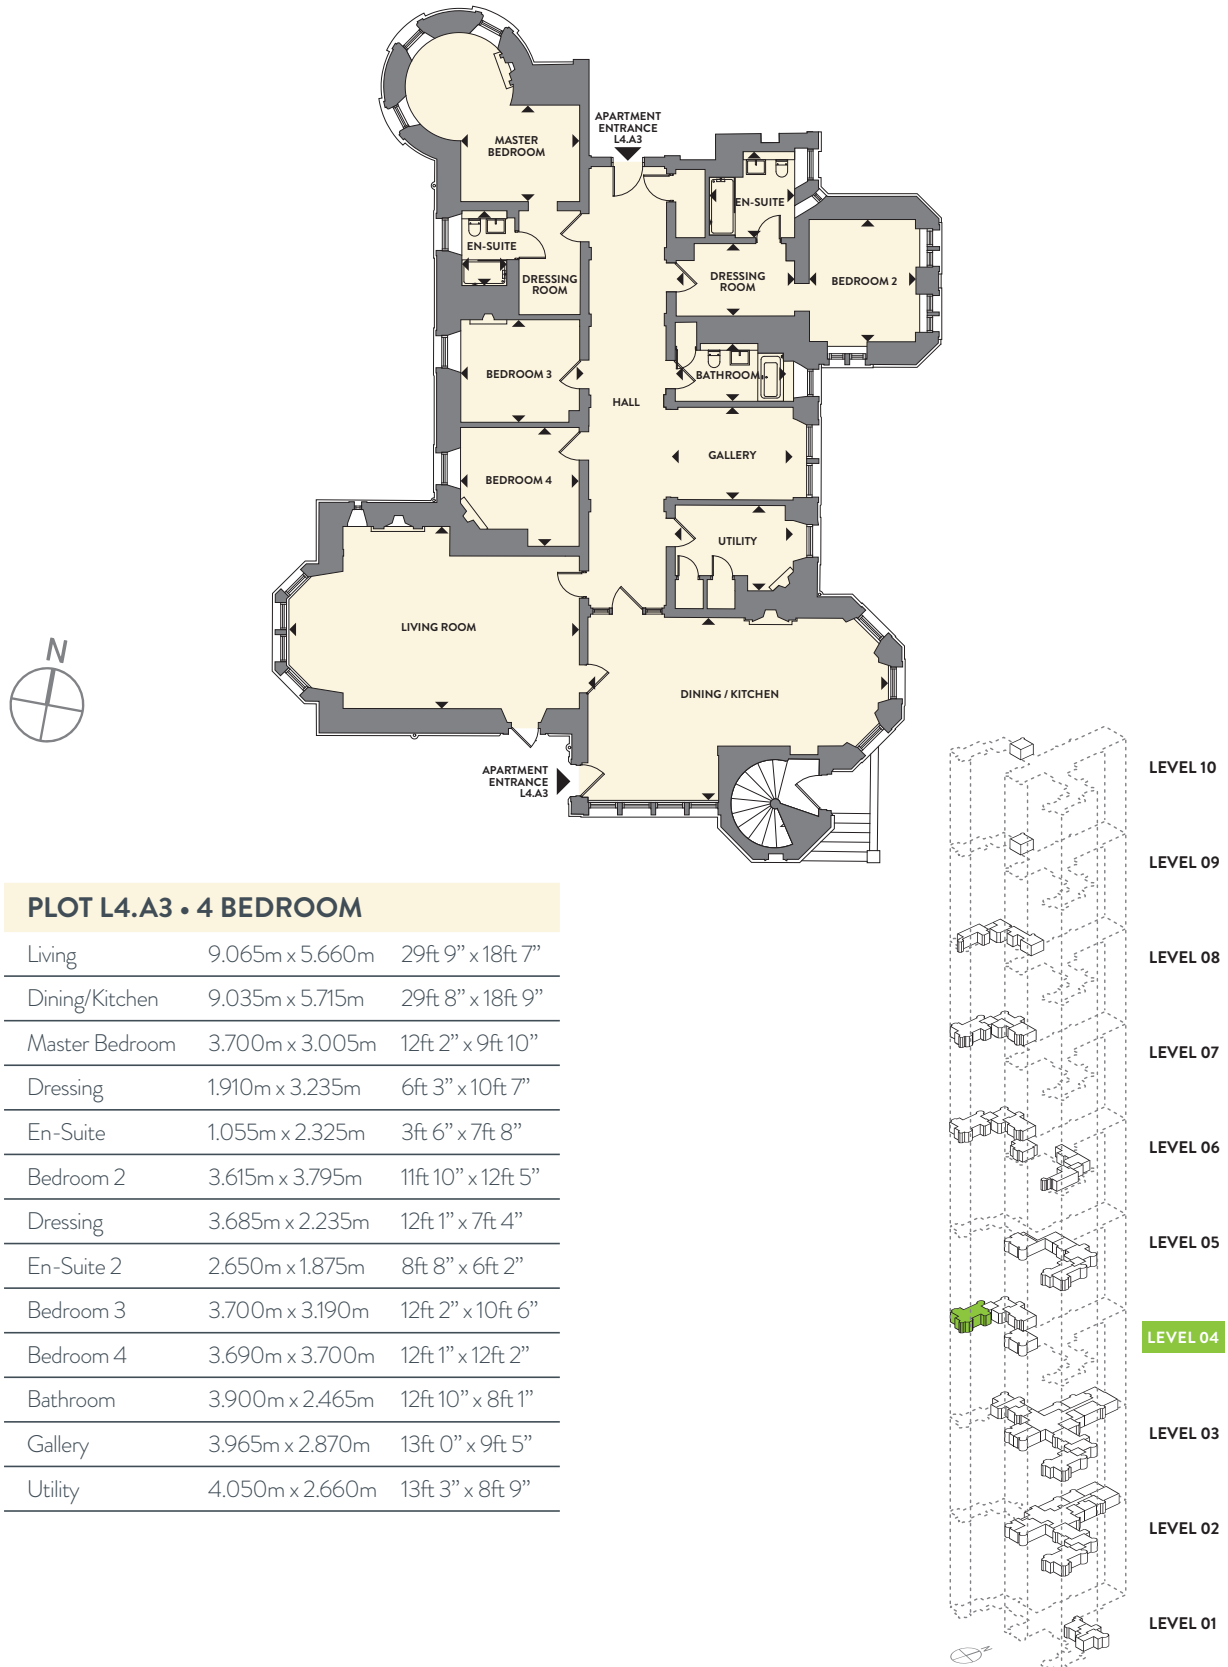 APARTMENT
ENTRANCE
L4.A3
MASTER
BEDROOM
EN-SUITE
EN-SUITE
DRESSING
ROOM
DRESSING
ROOM
BEDROOM 2
BEDROOM 3
BATHROOM
HALL
GALLERY
BEDROOM 4
UTILITY
LIVING ROOM
DINING / KITCHEN
N
APARTMENT
ENTRANCE
L4.A3
PLOT L4.A3 • 4 BEDROOM
Living 9.065m x 5.660m 29ft 9” x 18ft 7”
Dining/Kitchen 9.035m x 5.715m 29ft 8” x 18ft 9”
Master Bedroom 3.700m x 3.005m 12ft 2” x 9ft 10”
Dressing 1.910m x 3.235m 6ft 3” x 10ft 7”
En-Suite 1.055m x 2.325m 3ft 6” x 7ft 8”
Bedroom 2 3.615m x 3.795m 11ft 10” x 12ft 5”
Dressing 3.685m x 2.235m 12ft 1” x 7ft 4”
En-Suite 2 2.650m x 1.875m 8ft 8” x 6ft 2”
Bedroom 3 3.700m x 3.190m 12ft 2” x 10ft 6”
Bedroom 4 3.690m x 3.700m 12ft 1” x 12ft 2”
Bathroom 3.900m x 2.465m 12ft 10” x 8ft 1”
Gallery 3.965m x 2.870m 13ft 0” x 9ft 5”
Utility 4.050m x 2.660m 13ft 3” x 8ft 9”
LEVEL 10
LEVEL 09
LEVEL 08
LEVEL 07
LEVEL 06
LEVEL 05
LEVEL 04
LEVEL 03
LEVEL 02
LEVEL 01
N